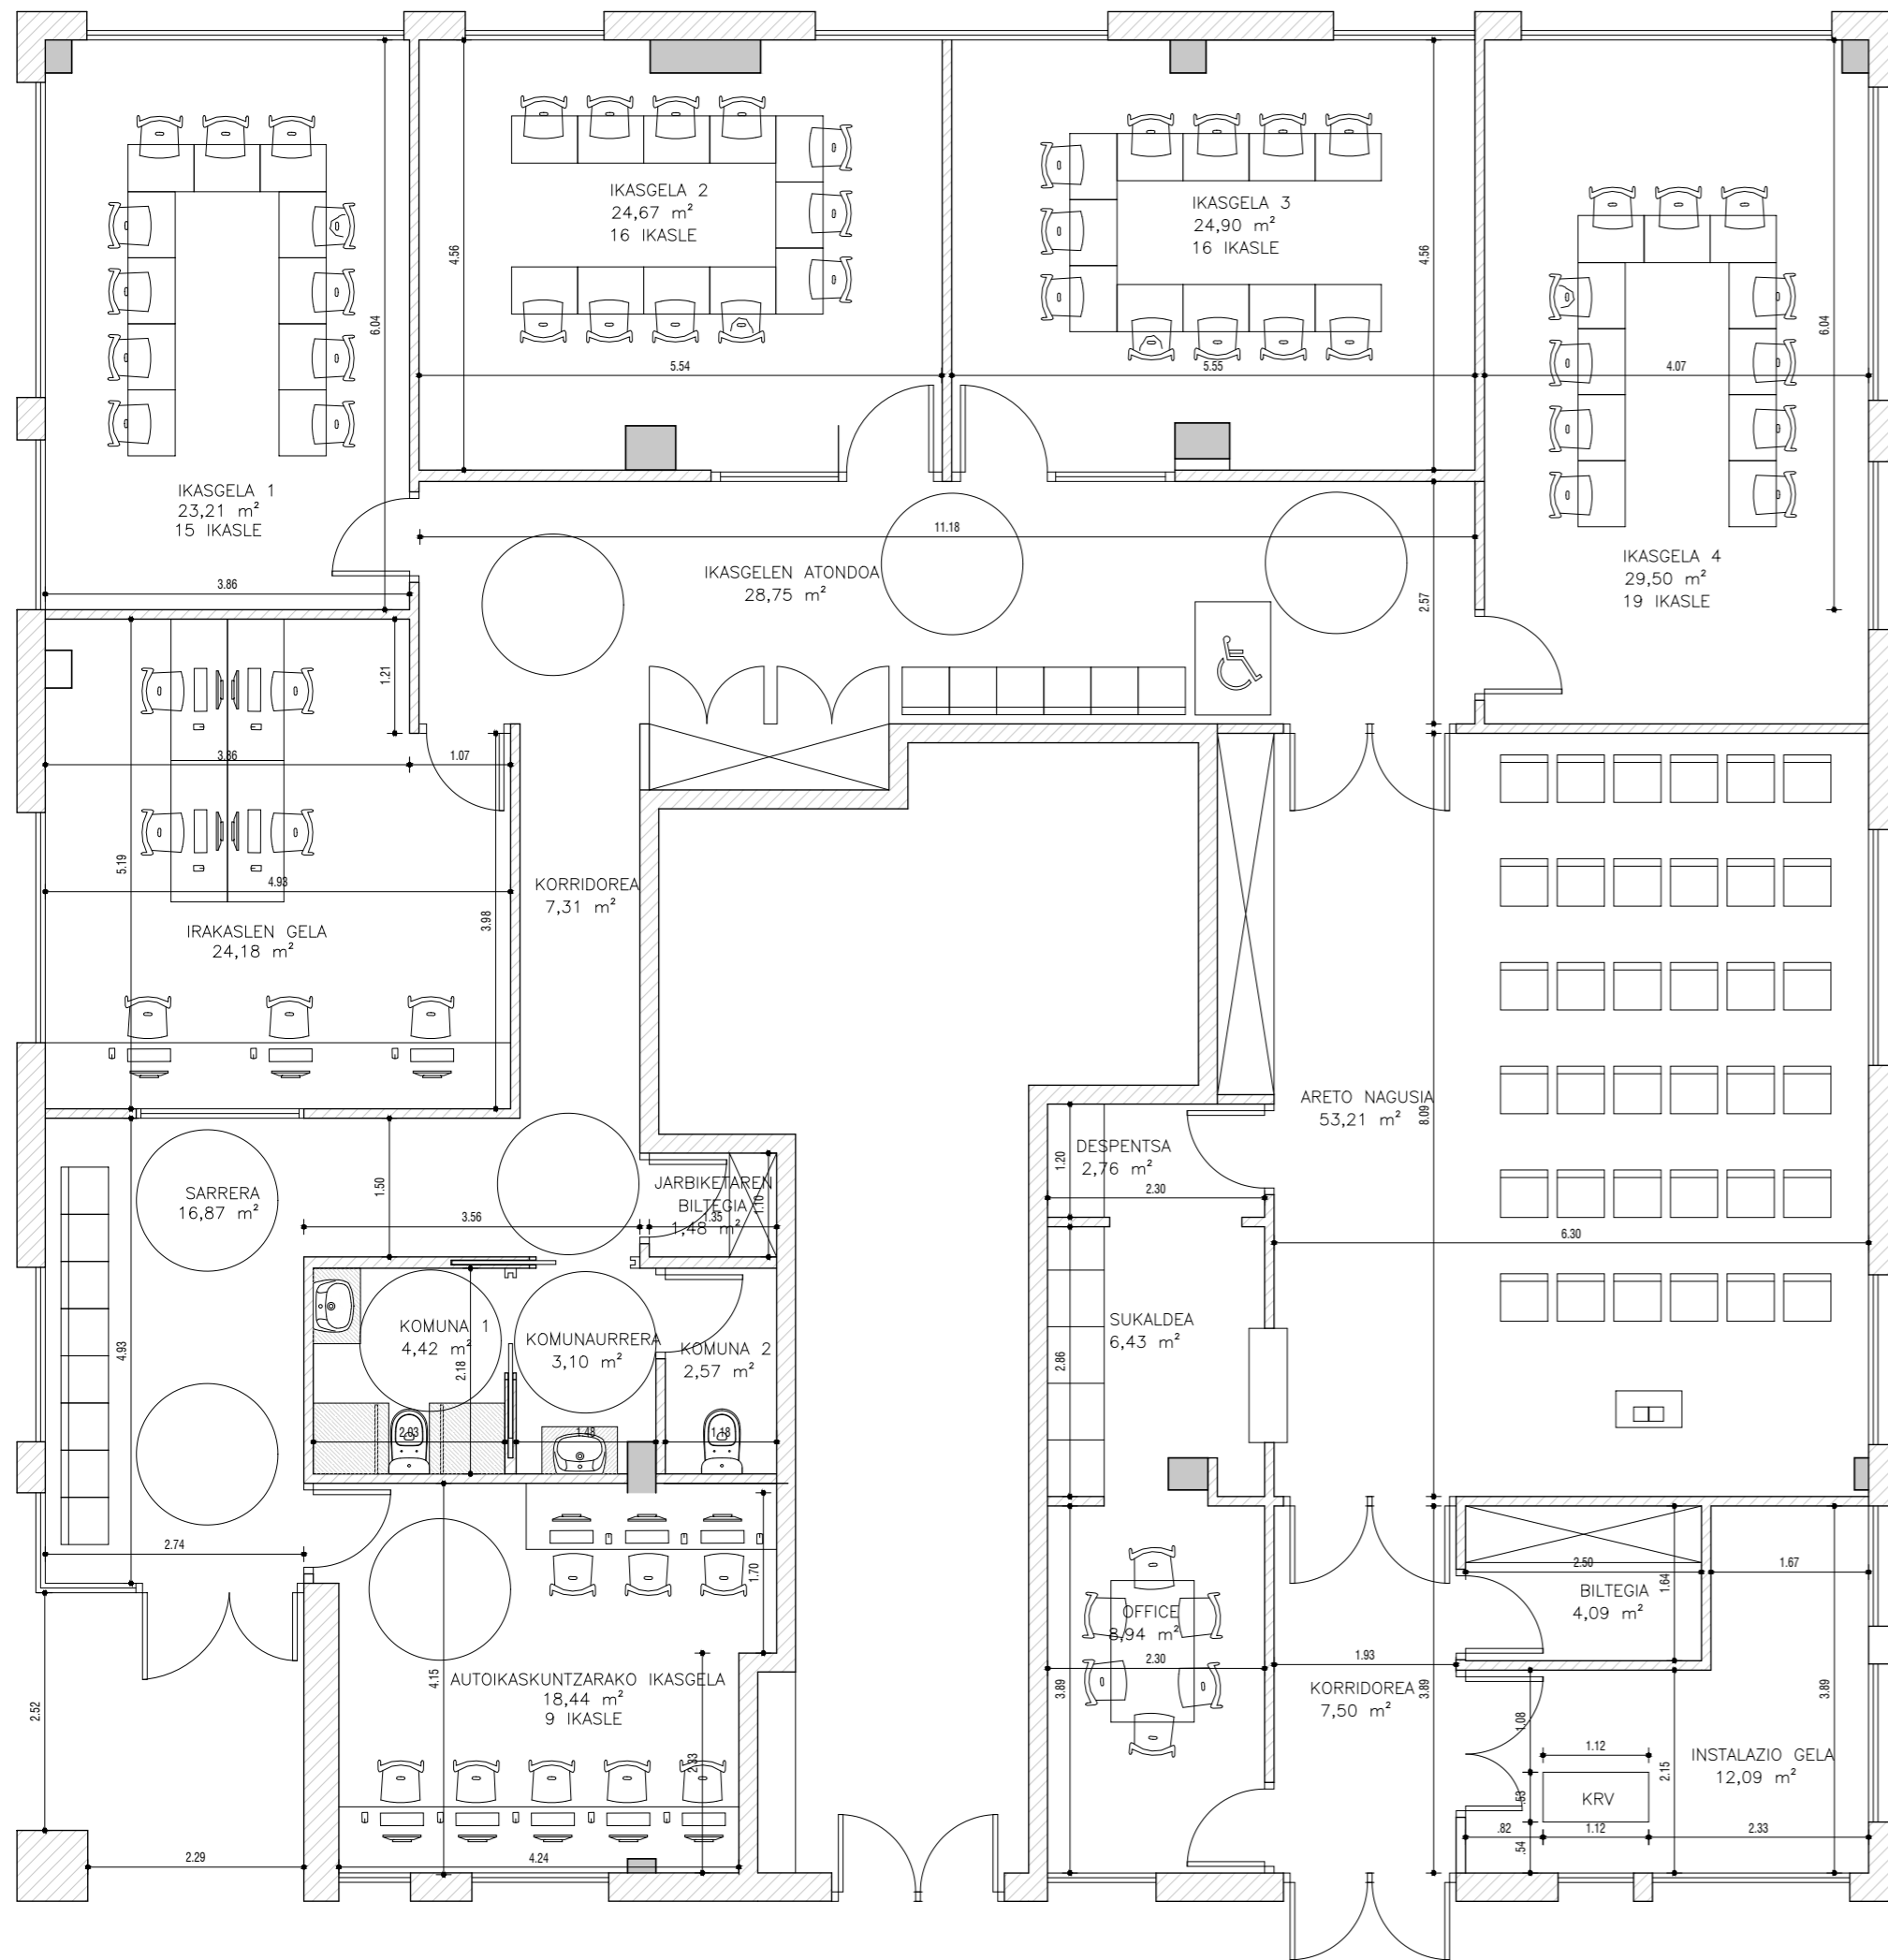 6.04
4.56
IKASGELA 2
24,67 m²
16 IKASLE
IKASGELA 3
24,90 m²
16 IKASLE
4.56
6.04
5.54
5.55
4.07
IKASGELA 1
23,21 m²
15 IKASLE
11.18
IKASGELEN ATONDOA
28,75 m²
IKASGELA 4
29,50 m²
19 IKASLE
3.86
2.57
1.21
3.86
1.07
5.19
4.93
3.98
KORRIDOREA
7,31 m²
IRAKASLEN GELA
24,18 m²
ARETO NAGUSIA
53,21 m²
8.09
DESPENTSA
2,76 m²
1.20
2.30
SARRERA
16,87 m²
1.50
3.56
JARBIKETAREN
BILTEGIA
1,48 m²
1.35
1.10
6.30
KOMUNA 1
4,42 m²
2.18
KOMUNAURRERA
3,10 m²
KOMUNA 2
2,57 m²
SUKALDEA
6,43 m²
2.86
4.93
2.03
1.48
1.18
2.74
1.70
2.50
1.67
BILTEGIA
4,09 m²
1.64
OFFICE
8,94 m²
2.30
1.93
3.89
KORRIDOREA
7,50 m²
3.89
3.89
AUTOIKASKUNTZARAKO IKASGELA
18,44 m²
9 IKASLE
4.15
2.52
2.33
1.08
1.12
2.15
INSTALAZIO GELA
12,09 m²
KRV
.53
.82
1.12
2.33
.54
2.29
4.24